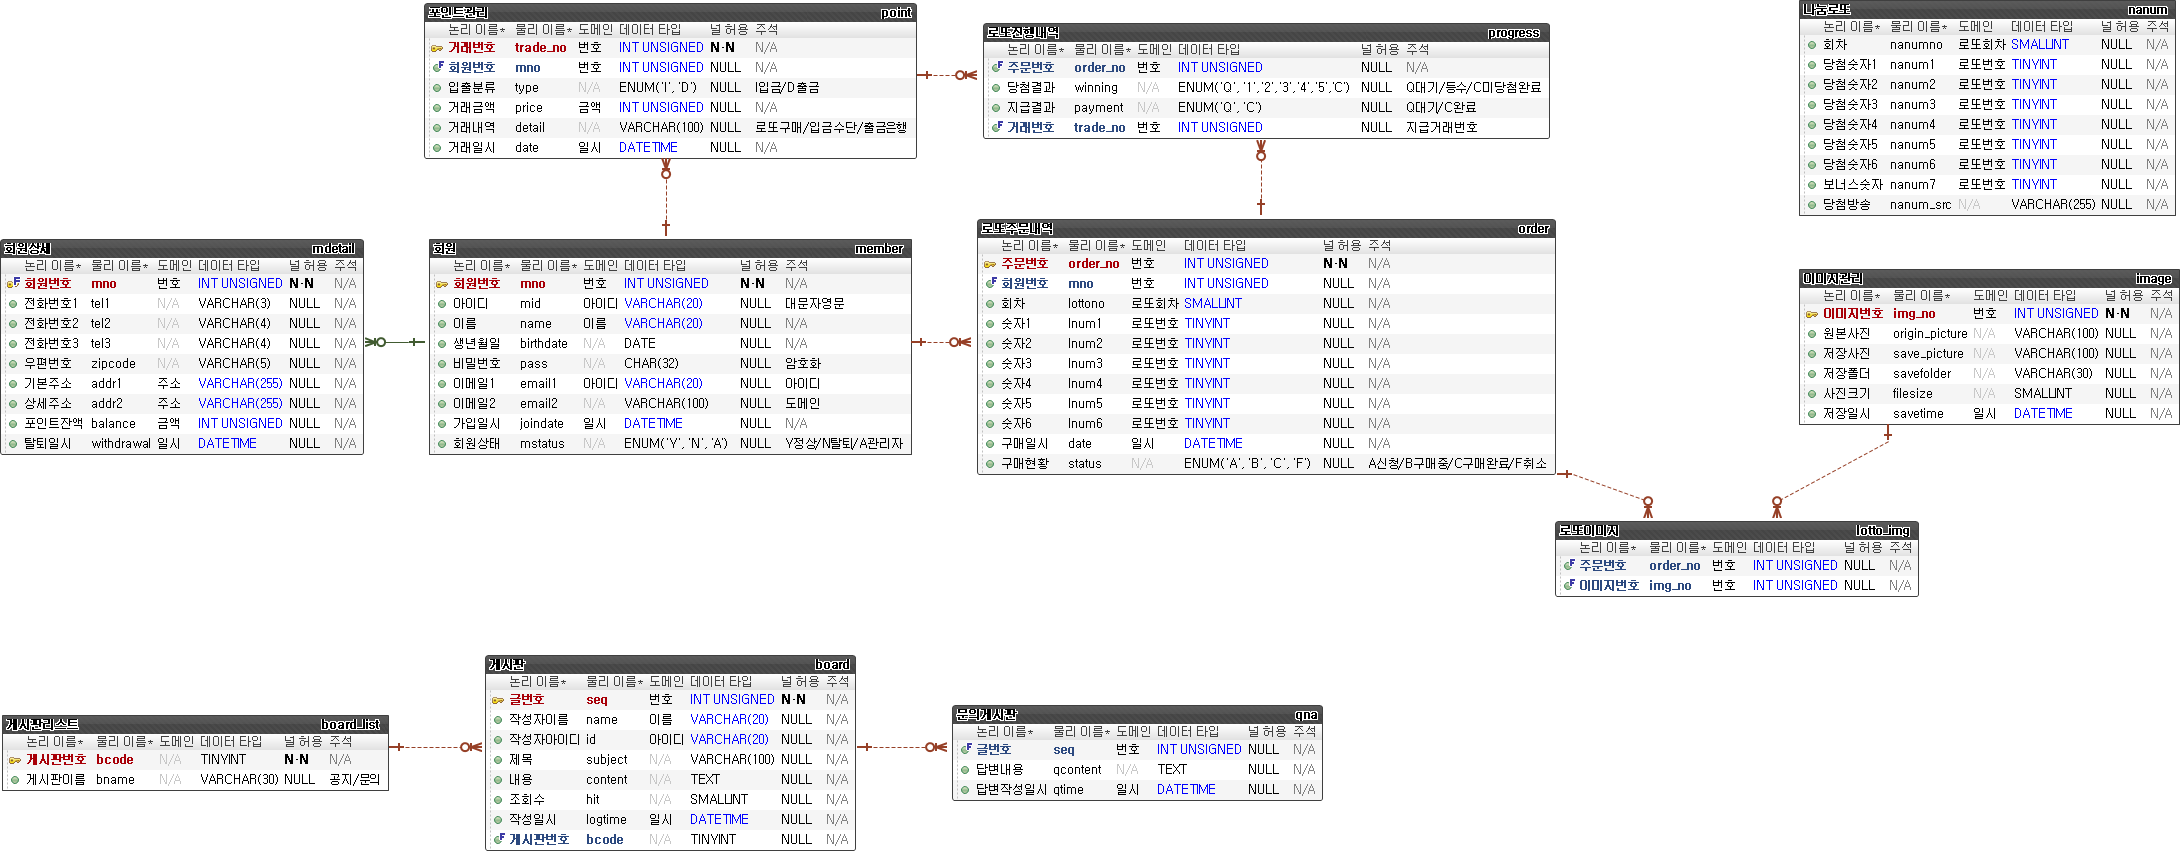 포인트관리 point
논리 이름* 물리 이름* 도메인 데이터 타입 널 허용 주석
거래번호 trade_no 번호 INT UNSIGNED N-N N/A
회원번호 mno 번호 INT UNSIGNED NULL N/A
입출분류 type N/A ENUM('I', 'D') NULL I입금/D출금
거래금액 price 금액 INT UNSIGNED NULL N/A
거래내역 detail N/A VARCHAR(100) NULL 로또구매/입금수단/출금은행
거래일시 date 일시 DATETIME NULL N/A
로또진행내역 progress
논리 이름* 물리 이름* 도메인 데이터 타입 널 허용 주석
주문번호 order_no 번호 INT UNSIGNED NULL N/A
당첨결과 winning N/A ENUM('Q', '1','2','3','4','5','C') NULL Q대기/등수/C미당첨완료
지급결과 payment N/A ENUM('Q', 'C') NULL Q대기/C완료
거래번호 trade_no 번호 INT UNSIGNED NULL 지급거래번호
나눔로또 nanum
논리 이름* 물리 이름* 도메인 데이터 타입 널 허용 주석
회차 nanumno 로또회차 SMALLINT NULL N/A
당첨숫자1 nanum1 로또번호 TINYINT NULL N/A
당첨숫자2 nanum2 로또번호 TINYINT NULL N/A
당첨숫자3 nanum3 로또번호 TINYINT NULL N/A
당첨숫자4 nanum4 로또번호 TINYINT NULL N/A
당첨숫자5 nanum5 로또번호 TINYINT NULL N/A
당첨숫자6 nanum6 로또번호 TINYINT NULL N/A
보너스숫자 nanum7 로또번호 TINYINT NULL N/A
당첨방송 nanum_src N/A VARCHAR(255) NULL N/A
회원상세 mdetail
논리 이름* 물리 이름* 도메인 데이터 타입 널 허용 주석
회원번호 mno 번호 INT UNSIGNED N-N N/A
전화번호1 tel1 N/A VARCHAR(3) NULL N/A
전화번호2 tel2 N/A VARCHAR(4) NULL N/A
전화번호3 tel3 N/A VARCHAR(4) NULL N/A
우편번호 zipcode N/A VARCHAR(5) NULL N/A
기본주소 addr1 주소 VARCHAR(255) NULL N/A
상세주소 addr2 주소 VARCHAR(255) NULL N/A
포인트잔액 balance 금액 INT UNSIGNED NULL N/A
탈퇴일시 withdrawal 일시 DATETIME NULL N/A
회원 member
논리 이름* 물리 이름* 도메인 데이터 타입 널 허용 주석
회원번호 mno 번호 INT UNSIGNED N-N N/A
아이디 mid 아이디 VARCHAR(20) NULL 대문자영문
이름 name 이름 VARCHAR(20) NULL N/A
생년월일 birthdate N/A DATE NULL N/A
비밀번호 pass N/A CHAR(32) NULL 암호화
이메일1 email1 아이디 VARCHAR(20) NULL 아이디
이메일2 email2 N/A VARCHAR(100) NULL 도메인
가입일시 joindate 일시 DATETIME NULL N/A
회원상태 mstatus N/A ENUM('Y', 'N', 'A') NULL Y정상/N탈퇴/A관리자
로또주문내역 order
논리 이름* 물리 이름* 도메인 데이터 타입 널 허용 주석
주문번호 order_no 번호 INT UNSIGNED N-N N/A
회원번호 mno 번호 INT UNSIGNED NULL N/A
회차 lottono 로또회차 SMALLINT NULL N/A
숫자1 lnum1 로또번호 TINYINT NULL N/A
숫자2 lnum2 로또번호 TINYINT NULL N/A
숫자3 lnum3 로또번호 TINYINT NULL N/A
숫자4 lnum4 로또번호 TINYINT NULL N/A
숫자5 lnum5 로또번호 TINYINT NULL N/A
숫자6 lnum6 로또번호 TINYINT NULL N/A
구매일시 date 일시 DATETIME NULL N/A
구매현황 status N/A ENUM('A', 'B', 'C', 'F') NULL A신청/B구매중/C구매완료/F취소
이미지관리 image
논리 이름* 물리 이름* 도메인 데이터 타입 널 허용 주석
이미지번호 img_no 번호 INT UNSIGNED N-N N/A
원본사진 origin_picture N/A VARCHAR(100) NULL N/A
저장사진 save_picture N/A VARCHAR(100) NULL N/A
저장폴더 savefolder N/A VARCHAR(30) NULL N/A
사진크기 filesize N/A SMALLINT NULL N/A
저장일시 savetime 일시 DATETIME NULL N/A
로또이미지 lotto_img
논리 이름* 물리 이름* 도메인 데이터 타입 널 허용 주석
주문번호 order_no 번호 INT UNSIGNED NULL N/A
이미지번호 img_no 번호 INT UNSIGNED NULL N/A
게시판리스트 board_list
논리 이름* 물리 이름* 도메인 데이터 타입 널 허용 주석
게시판번호 bcode N/A TINYINT N-N N/A
게시판이름 bname N/A VARCHAR(30) NULL 공지/문의
게시판 board
논리 이름* 물리 이름* 도메인 데이터 타입 널 허용 주석
글번호 seq 번호 INT UNSIGNED N-N N/A
작성자이름 name 이름 VARCHAR(20) NULL N/A
작성자아이디 id 아이디 VARCHAR(20) NULL N/A
제목 subject N/A VARCHAR(100) NULL N/A
내용 content N/A TEXT NULL N/A
조회수 hit N/A SMALLINT NULL N/A
작성일시 logtime 일시 DATETIME NULL N/A
게시판번호 bcode N/A TINYINT NULL N/A
문의게시판 qna
논리 이름* 물리 이름* 도메인 데이터 타입 널 허용 주석
글번호 seq 번호 INT UNSIGNED NULL N/A
답변내용 qcontent N/A TEXT NULL N/A
답변작성일시 qtime 일시 DATETIME NULL N/A